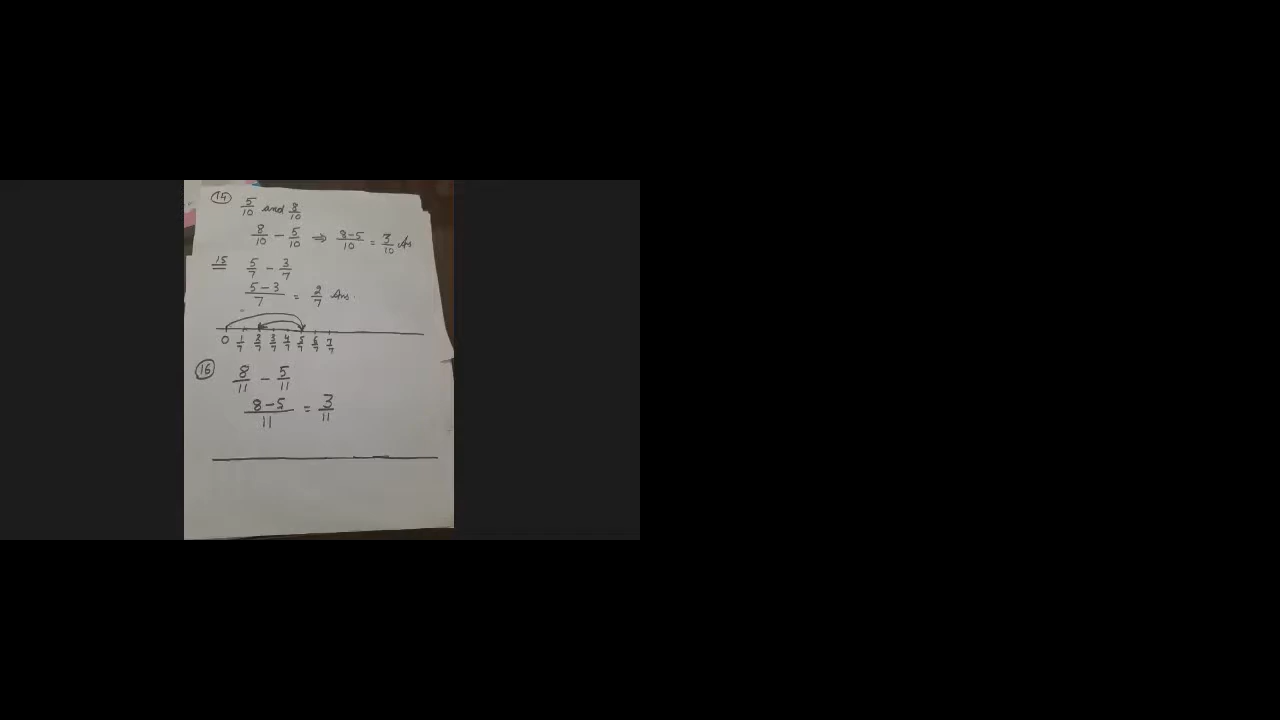 14 5/10 and 8/10
8/10 - 5/10 ⇒ 8-5/10 = 3/10 As
15 5/7 - 3/7
5-3/7 = 2/7 Ans.
0 1/7 2/7 3/7 4/7 5/7 6/7 7/7
16 8/11 - 5/11
8-5/11 = 3/11